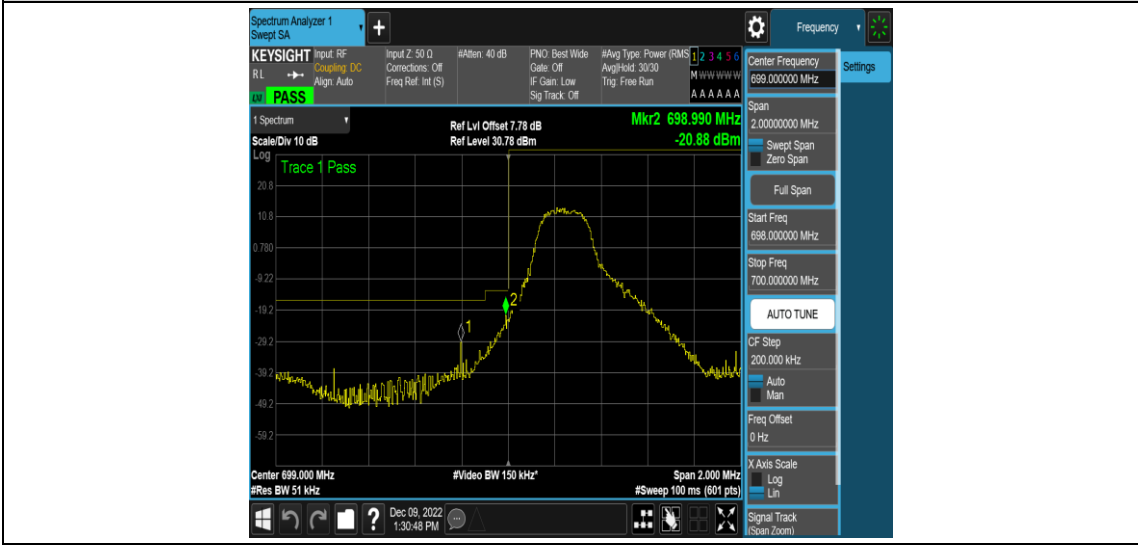 Spectrum Analyzer 1
Swept SA
Frequency
KEYSIGHT
RL
PASS
Input: RF
Coupling: DC
Align: Auto
Input Z: 50 Ω
Corrections: Off
Freq Ref: Int (S)
#Atten: 40 dB
PNO: Best Wide
Gate: Off
IF Gain: Low
Sig Track: Off
#Avg Type: Power (RMS
Avg|Hold: 30/30
Trig: Free Run
1 2 3 4 5 6
M W W W W W
A A A A A A
1 Spectrum
Scale/Div 10 dB
Ref Lvl Offset 7.78 dB
Ref Level 30.78 dBm
Mkr2 698.990 MHz
-20.88 dBm
Log
Trace 1 Pass
20.8
10.8
0.780
-9.22
-19.2
-29.2
-39.2
-49.2
-59.2
1
2
Center 699.000 MHz
#Video BW 150 kHz*
Span 2.000 MHz
#Res BW 51 kHz
#Sweep 100 ms (601 pts)
Dec 09, 2022
1:30:48 PM
Center Frequency
699.000000 MHz
Settings
Span
2.00000000 MHz
Swept Span
Zero Span
Full Span
Start Freq
698.000000 MHz
Stop Freq
700.000000 MHz
AUTO TUNE
CF Step
200.000 kHz
Auto
Man
Freq Offset
0 Hz
X Axis Scale
Log
Lin
Signal Track
(Span Zoom)